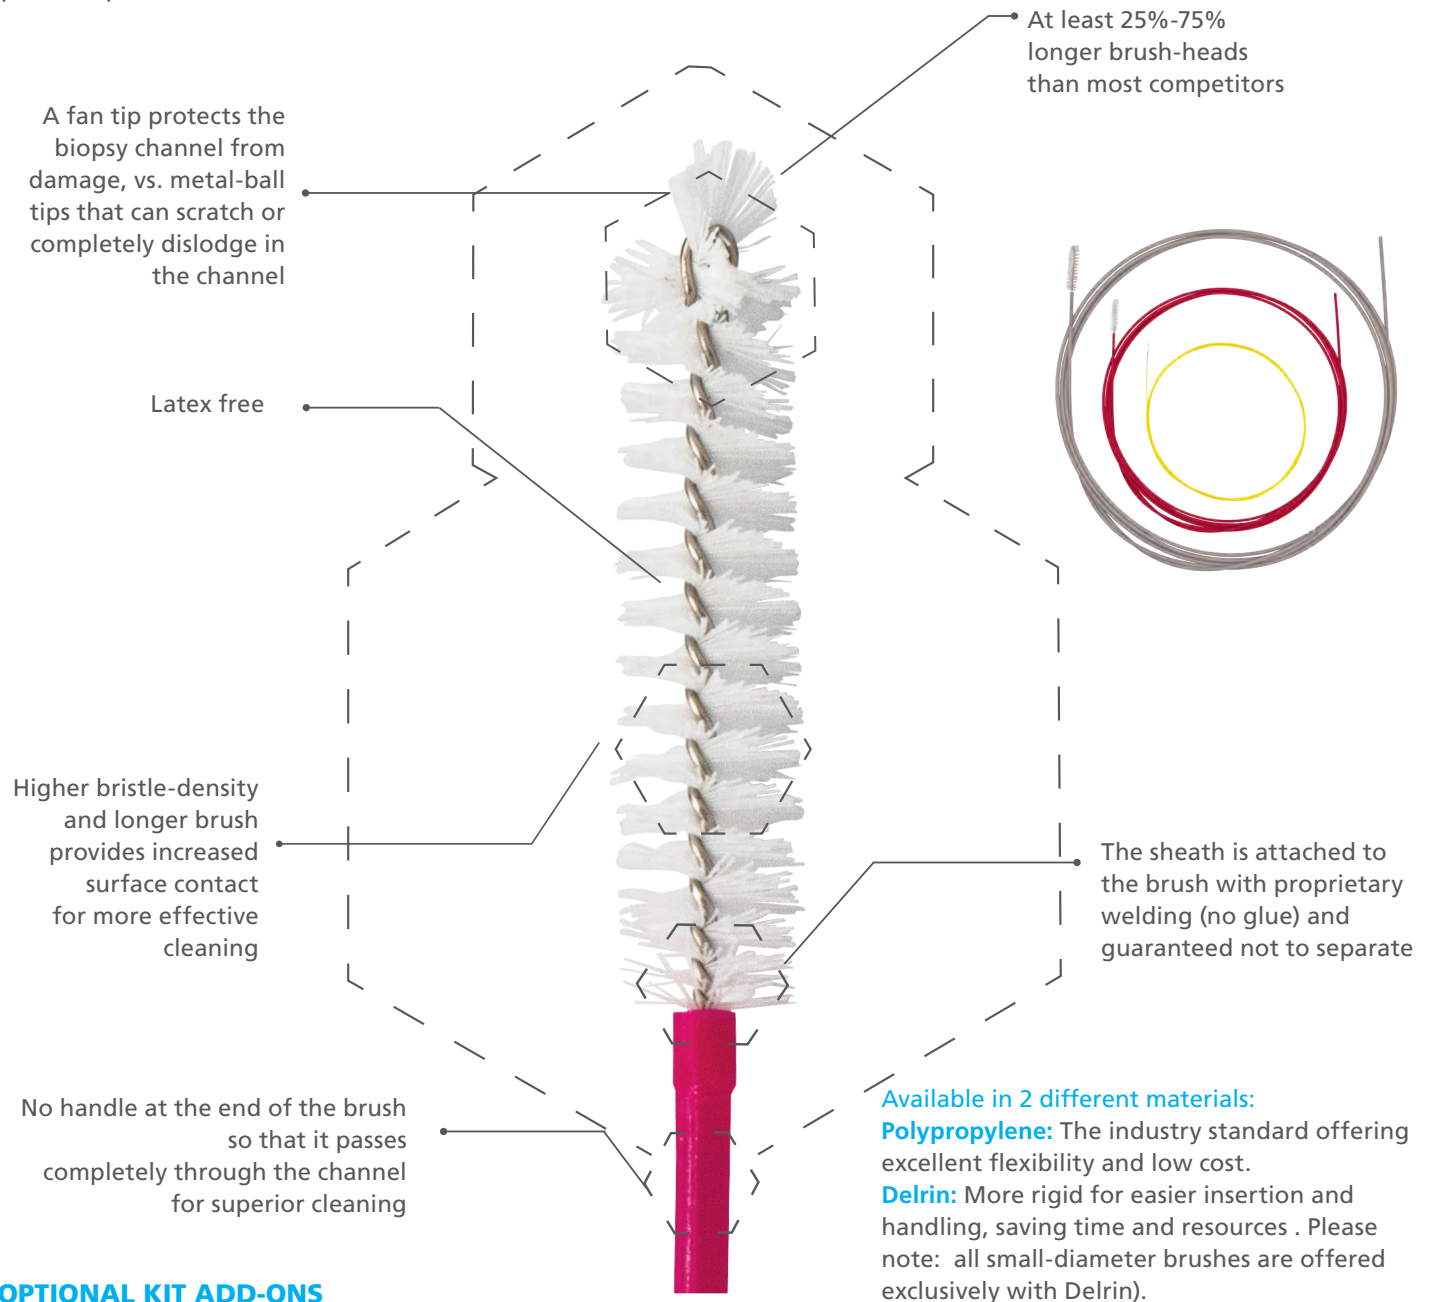 At least 25%-75%
longer brush-heads
than most competitors
A fan tip protects the
biopsy channel from
damage, vs. metal-ball
tips that can scratch or
completely dislodge in
the channel
Latex free
Higher bristle-density
and longer brush
provides increased
surface contact
for more effective
cleaning
The sheath is attached to
the brush with proprietary
welding (no glue) and
guaranteed not to separate
No handle at the end of the brush
so that it passes
completely through the channel
for superior cleaning
Available in 2 different materials:
Polypropylene: The industry standard offering
excellent flexibility and low cost.
Delrin: More rigid for easier insertion and
handling, saving time and resources . Please
note:  all small-diameter brushes are offered
exclusively with Delrin).
OPTIONAL KIT ADD-ONS